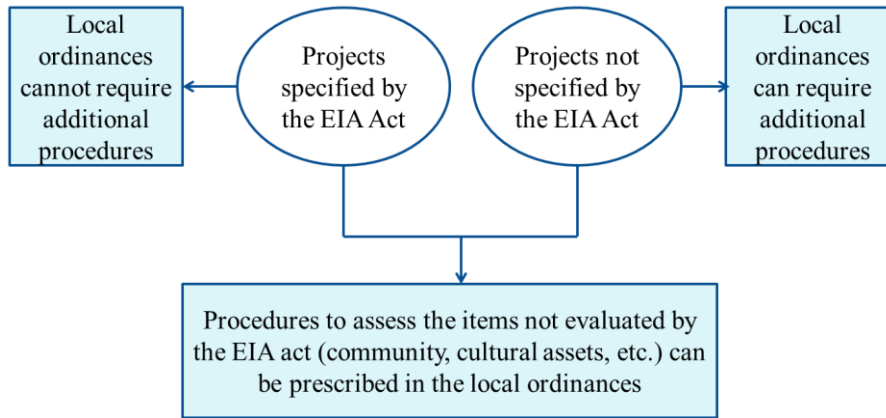 Local
ordinances
cannot require
additional
procedures
Projects
specified by
the EIA Act
Projects not
specified by
the EIA Act
Local
ordinances
can require
additional
procedures
Procedures to assess the items not evaluated by
the EIA act (community, cultural assets, etc.) can
be prescribed in the local ordinances